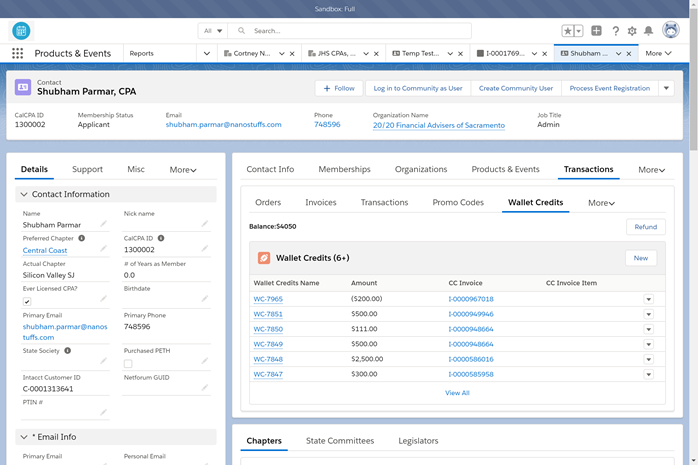 Sandbox: Full
All Search...
Products & Events Reports Cortney N... JHS CPAs, ... Temp Test... I-0001769... Shubham ... More
Contact
Shubham Parmar, CPA
Follow Log in to Community as User Create Community User Process Event Registration
CalCPA ID Membership Status Email Phone Organization Name Job Title
1300002 Applicant shubham.parmar@nanostuffs.com 748596 20/20 Financial Advisers of Sacramento Admin
Details Support Misc More
Contact Information
Name Nick name
Shubham Parmar
Preferred Chapter CalCPA ID
Central Coast 1300002
Actual Chapter # of Years as Member
Silicon Valley SJ 0.0
Ever Licensed CPA? Birthdate
Primary Email Primary Phone
shubham.parmar@nano 748596
stuffs.com
State Society Purchased PETH
Intacct Customer ID Netforum GUID
C-0001313641
PTIN #
* Email Info
Primary Email Personal Email
Contact Info Memberships Organizations Products & Events Transactions More
Orders Invoices Transactions Promo Codes Wallet Credits More
Balance:$4050 Refund
Wallet Credits (6+) New
Wallet Credits Name Amount CC Invoice CC Invoice Item
WC-7965 ($200.00) I-0000967018
WC-7851 $500.00 I-0000949946
WC-7850 $111.00 I-0000948664
WC-7849 $500.00 I-0000948664
WC-7848 $2,500.00 I-0000586016
WC-7847 $300.00 I-0000585958
View All
Chapters State Committees Legislators